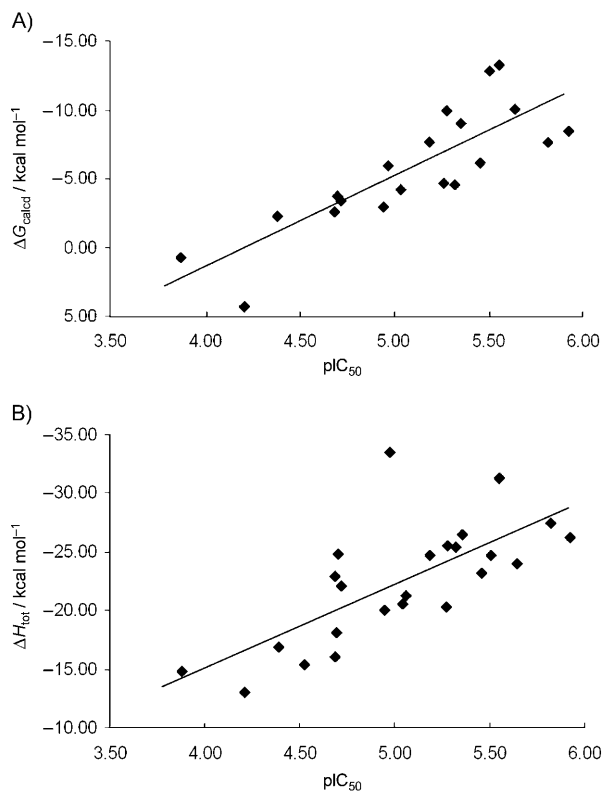 A)
ΔG_calcd / kcal mol⁻¹
−15.00
−10.00
−5.00
0.00
5.00
3.50 4.00 4.50 5.00 5.50 6.00
pIC₅₀
B)
ΔH_tot / kcal mol⁻¹
−35.00
−30.00
−25.00
−20.00
−15.00
−10.00
3.50 4.00 4.50 5.00 5.50 6.00
pIC₅₀